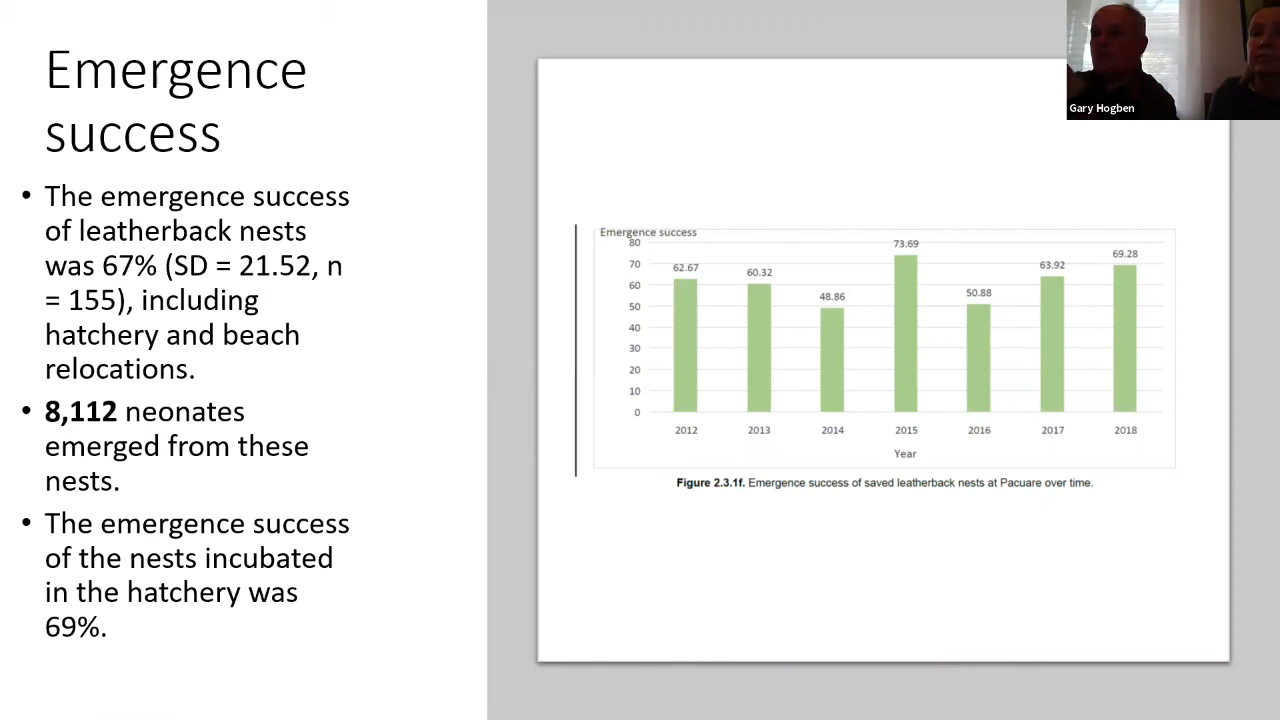 Emergence
success
• The emergence success
of leatherback nests
was 67% (SD = 21.52, n
= 155), including
hatchery and beach
relocations.
• 8,112 neonates
emerged from these
nests.
• The emergence success
of the nests incubated
in the hatchery was
69%.
Gary Hogben
Emergence success
80
70
60
50
40
30
20
10
0
62.67
60.32
48.86
73.69
50.88
63.92
69.28
2012 2013 2014 2015 2016 2017 2018
Year
Figure 2.3.1f. Emergence success of saved leatherback nests at Pacuare over time.